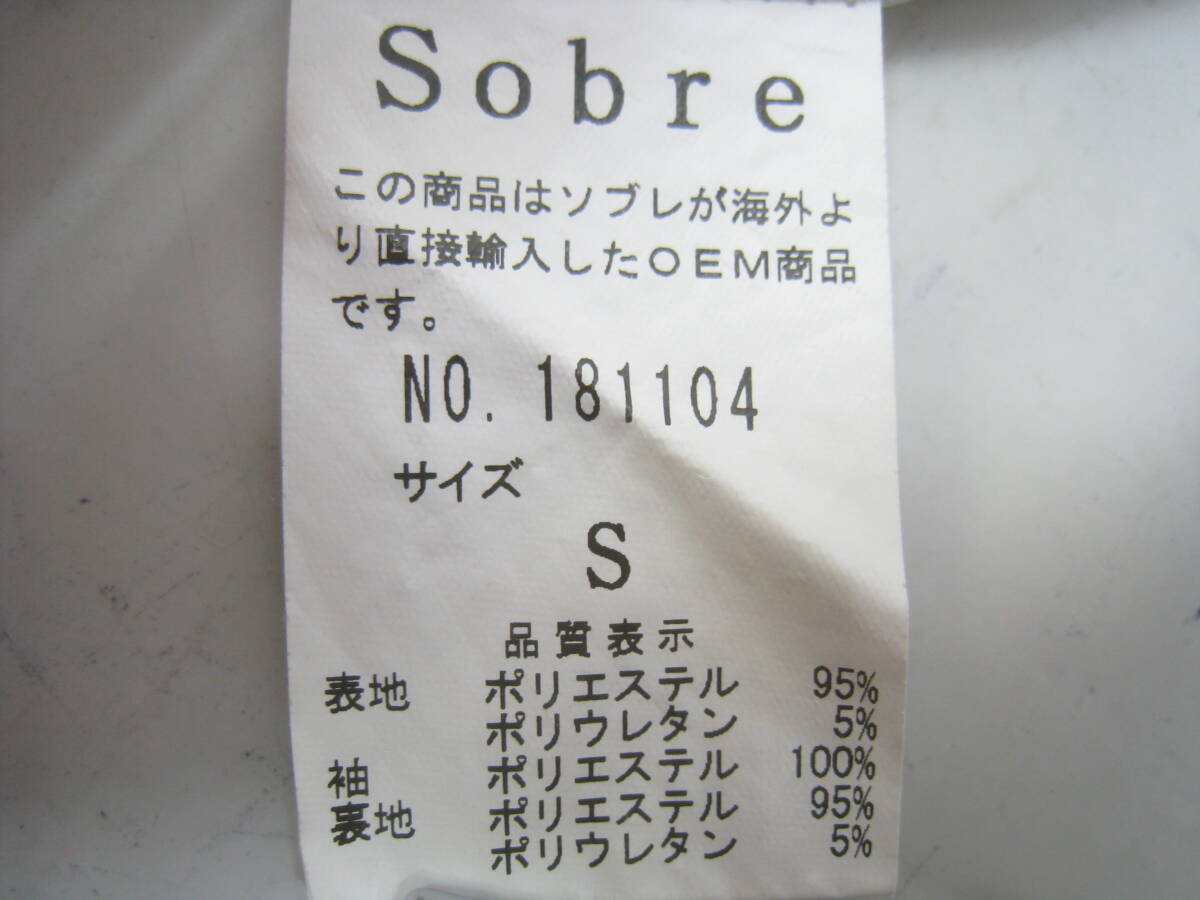 Sobre
この商品はソブレが海外よ
り直接輸入したOEM商品
です。
NO. 181104
サイズ
S
品質表示
表地 ポリエステル 95%
ポリウレタン 5%
袖 ポリエステル 100%
裏地 ポリエステル 95%
ポリウレタン 5%